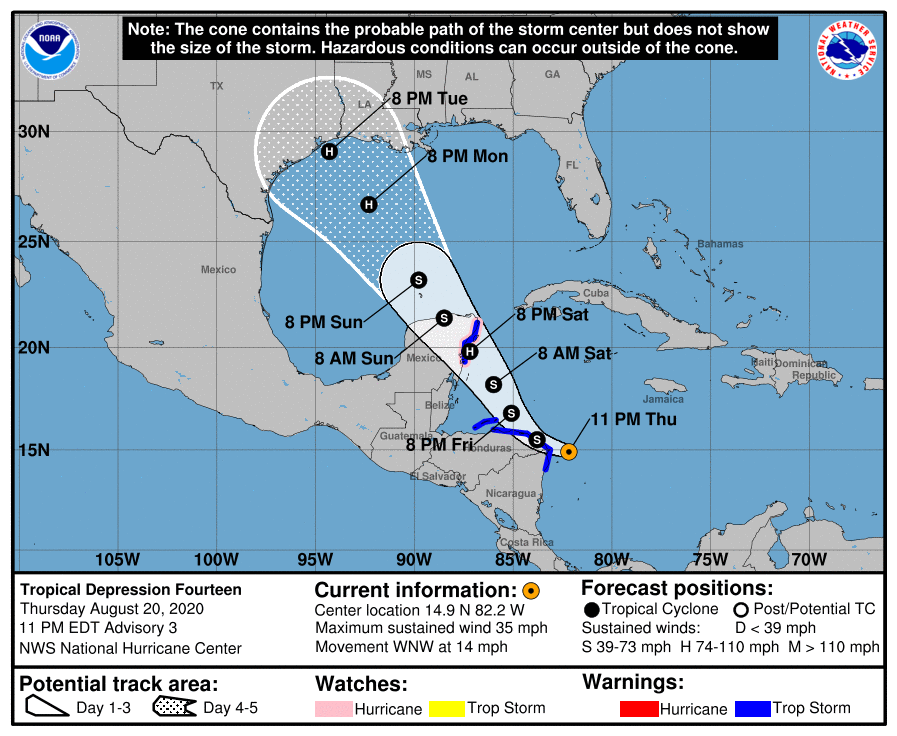 Note: The cone contains the probable path of the storm center but does not show
the size of the storm. Hazardous conditions can occur outside of the cone.
NOAA
NATIONAL WEATHER SERVICE
MS
AL
GA
TX
LA
8 PM Tue
30N
8 PM Mon
FL
25N
Bahamas
Mexico
Cuba
8 PM Sun
8 PM Sat
20N
8 AM Sun
Mexico
8 AM Sat
Haiti
Dominican
Republic
Jamaica
Belize
11 PM Thu
Guatemala
8 PM Fri
Honduras
15N
El Salvador
Nicaragua
Costa Rica
105W
100W
95W
90W
85W
80W
75W
70W
H
H
S
S
H
S
S
S
Tropical Depression Fourteen
Thursday August 20, 2020
11 PM EDT Advisory 3
NWS National Hurricane Center
Current information:
Center location 14.9 N 82.2 W
Maximum sustained wind 35 mph
Movement WNW at 14 mph
Forecast positions:
Tropical Cyclone Post/Potential TC
Sustained winds: D < 39 mph
S 39-73 mph H 74-110 mph M > 110 mph
Potential track area:
Day 1-3 Day 4-5
Watches:
Hurricane Trop Storm
Warnings:
Hurricane Trop Storm